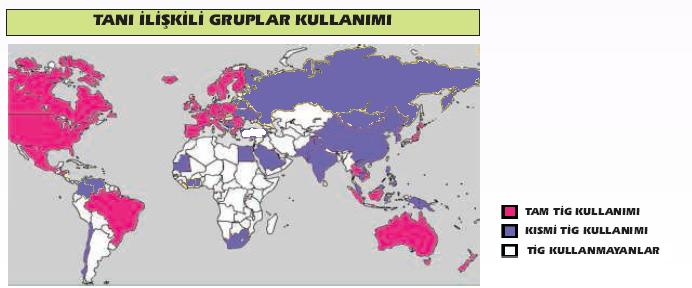 TANI İLİŞKİLİ GRUPLAR KULLANIMI
TAM TİG KULLANIMI
KISMİ TİG KULLANIMI
TİG KULLANMAYANLAR